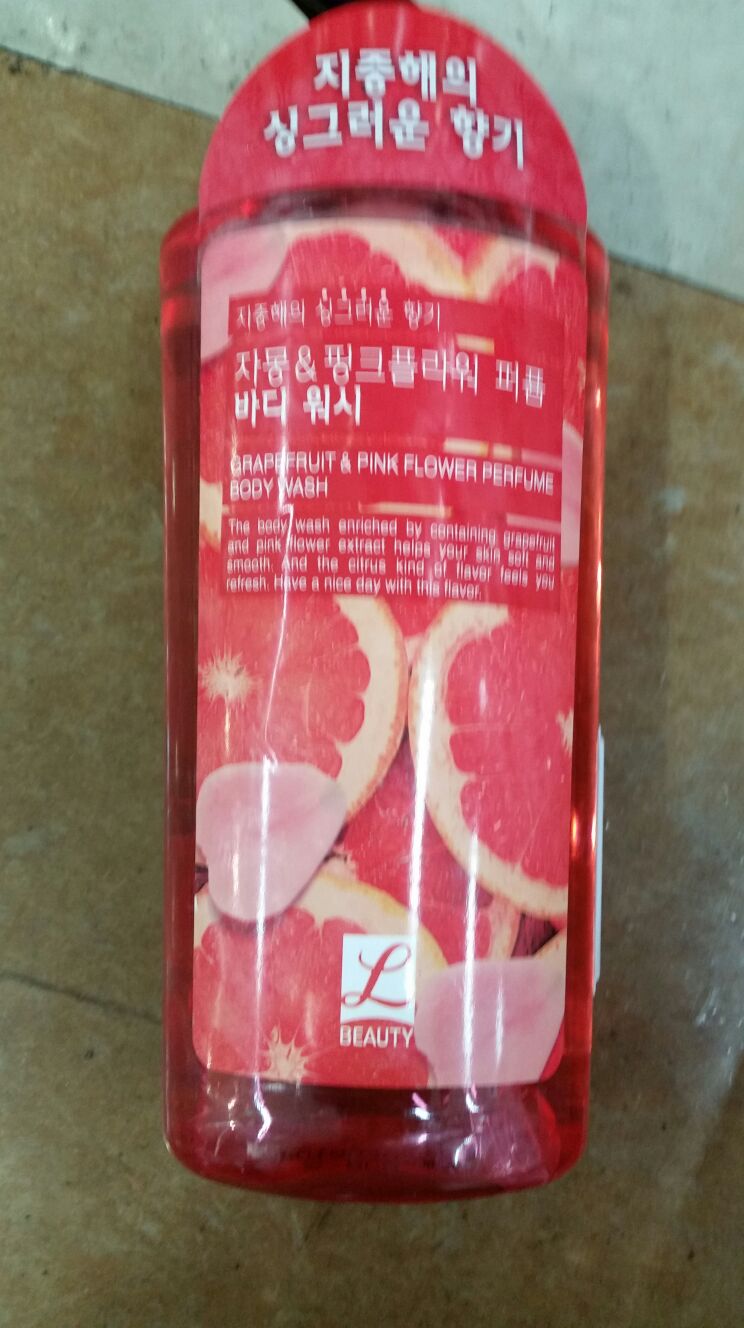 지중해의
싱그러운 향기
지중해의 싱그러운 향기
자몽&핑크플라워 퍼퓸
바디 워시
GRAPEFRUIT & PINK FLOWER PERFUME
BODY WASH
The body wash enriched by containing grapefruit
and pink flower extract helps your skin soft and
smooth. And the citrus kind of flavor feels you
refresh. Have a nice day with this flavor.
L
BEAUTY